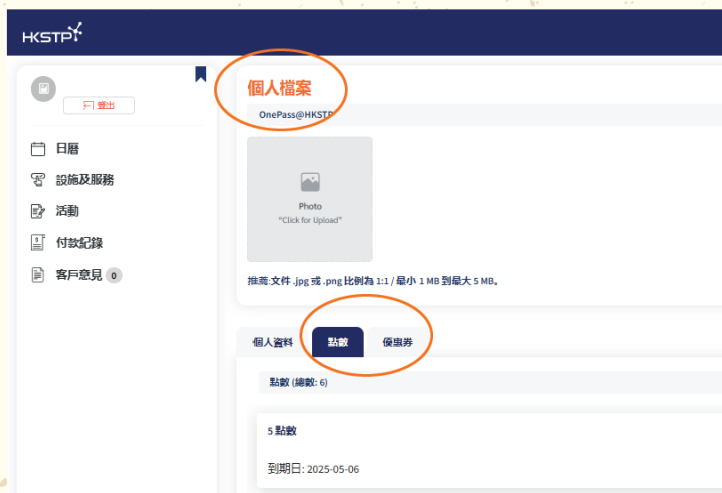 HKSTP
登出
日曆
設施及服務
活動
付款記錄
客戶意見 0
個人檔案
OnePass@HKSTP
Photo
"Click for Upload"
推薦:文件 .jpg 或 .png 比例為 1:1 / 最小 1 MB 到最大 5 MB。
個人資料 點數 優惠券
點數 (總數: 6)
5 點數
到期日: 2025-05-06